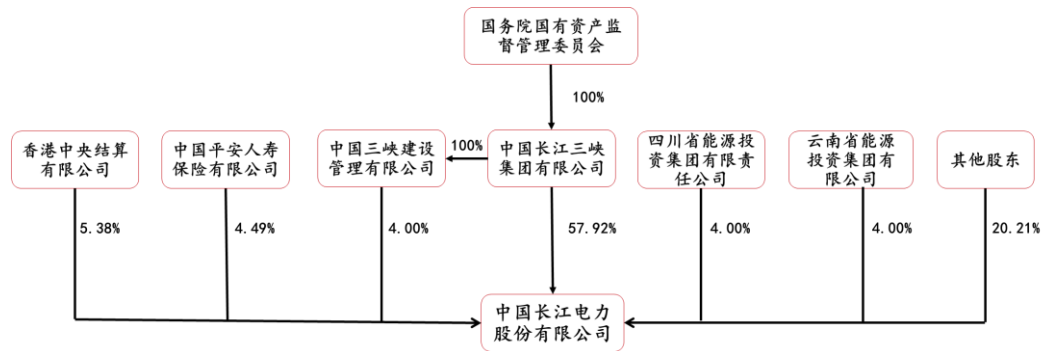 国务院国有资产监
督管理委员会
100%
香港中央结算
有限公司
中国平安人寿
保险有限公司
中国三峡建设
管理有限公司
100%
中国长江三峡
集团有限公司
四川省能源投
资集团有限责
任公司
云南省能源
投资集团有
限公司
其他股东
5.38%
4.49%
4.00%
57.92%
4.00%
4.00%
20.21%
中国长江电力
股份有限公司